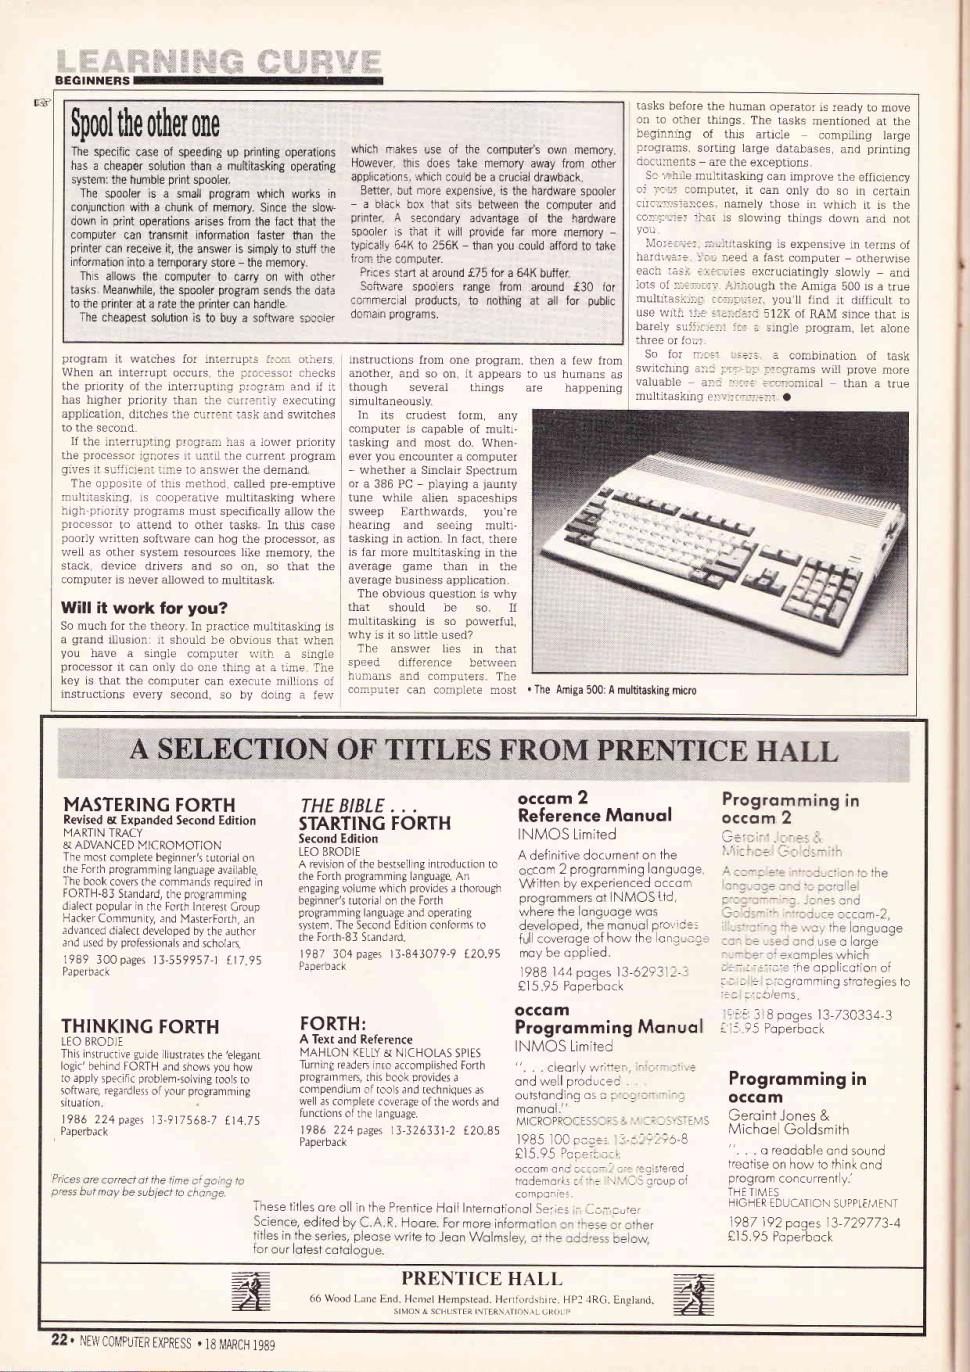 LEARNING CURVE
BEGINNERS
Spool the other one
The specific case of speeding up printing operations
has a cheaper solution than a multitasking operating
system: the humble print spooler.
The spooler is a small program which works in
conjunction with a chunk of memory. Since the slow-
down in print operations arises from the fact that the
computer can transmit information faster than the
printer can receive it, the answer is simply to stuff the
information into a temporary store – the memory.
This allows the computer to carry on with other
tasks. Meanwhile, the spooler program sends the data
to the printer at a rate the printer can handle.
The cheapest solution is to buy a software spooler
which makes use of the computer's own memory.
However, this does take memory away from other
applications, which could be a crucial drawback.
Better, but more expensive, is the hardware spooler
– a black box that sits between the computer and
printer. A secondary advantage of the hardware
spooler is that it will provide far more memory –
typically 64K to 256K – than you could afford to take
from the computer.
Prices start at around £75 for a 64K buffer.
Software spoolers range from around £30 for
commercial products, to nothing at all for public
domain programs.
program it watches for interrupts from others.
When an interrupt occurs, the processor checks
the priority of the interrupting program and if it
has higher priority than the currently executing
application, ditches the current task and switches
to the second.
If the interrupting program has a lower priority
the processor ignores it until the current program
gives it sufficient time to answer the demand.
The opposite of this method, called pre-emptive
multitasking, is cooperative multitasking where
high-priority programs must specifically allow the
processor to attend to other tasks. In this case
poorly written software can hog the processor, as
well as other system resources like memory, the
stack, device drivers and so on, so that the
computer is never allowed to multitask.
Will it work for you?
So much for the theory. In practice multitasking is
a grand illusion: it should be obvious that when
you have a single computer with a single
processor it can only do one thing at a time. The
key is that the computer can execute millions of
instructions every second, so by doing a few
instructions from one program, then a few from
another, and so on, it appears to us humans as
though several things are happening
simultaneously.
In its crudest form, any
computer is capable of multi-
tasking and most do. When-
ever you encounter a computer
– whether a Sinclair Spectrum
or a 386 PC – playing a jaunty
tune while alien spaceships
sweep Earthwards, you're
hearing and seeing multi-
tasking in action. In fact, there
is far more multitasking in the
average game than in the
average business application.
The obvious question is why
that should be so. If
multitasking is so powerful,
why is it so little used?
The answer lies in that
speed difference between
humans and computers. The
computer can complete most
tasks before the human operator is ready to move
on to other things. The tasks mentioned at the
beginning of this article – compiling large
programs, sorting large databases, and printing
documents – are the exceptions.
So while multitasking can improve the efficiency
of your computer, it can only do so in certain
circumstances, namely those in which it is the
computer that is slowing things down and not
you.
Moreover, multitasking is expensive in terms of
hardware. You need a fast computer – otherwise
each task executes excruciatingly slowly – and
lots of memory. Although the Amiga 500 is a true
multitasking computer, you'll find it difficult to
use with the standard 512K of RAM since that is
barely sufficient for a single program, let alone
three or four.
So for most users, a combination of task
switching and pop-up programs will prove more
valuable – and more economical – than a true
multitasking environment. ●
• The Amiga 500: A multitasking micro
A SELECTION OF TITLES FROM PRENTICE HALL
MASTERING FORTH
Revised & Expanded Second Edition
MARTIN TRACY
& ADVANCED MICROMOTION
The most complete beginner's tutorial on
the Forth programming language available.
The book covers the commands required in
FORTH-83 Standard, the programming
dialect popular in the Forth Interest Group
Hacker Community, and MasterForth, an
advanced dialect developed by the author
and used by professionals and scholars.
1989 300 pages 13-559957-1 £17.95
Paperback
THINKING FORTH
LEO BRODIE
This instructive guide illustrates the 'elegant
logic' behind FORTH and shows you how
to apply specific problem-solving tools to
software, regardless of your programming
situation.
1986 224 pages 13-917568-7 £14.75
Paperback
Prices are correct at the time of going to
press but may be subject to change.
THE BIBLE . . .
STARTING FORTH
Second Edition
LEO BRODIE
A revision of the bestselling introduction to
the Forth programming language. An
engaging volume which provides a thorough
beginner's tutorial on the Forth
programming language and operating
system. The Second Edition conforms to
the Forth-83 Standard.
1987 304 pages 13-843079-9 £20.95
Paperback
FORTH:
A Text and Reference
MAHLON KELLY & NICHOLAS SPIES
Turning readers into accomplished Forth
programmers, this book provides a
compendium of tools and techniques as
well as complete coverage of the words and
functions of the language.
1986 224 pages 13-326331-2 £20.85
Paperback
occam 2
Reference Manual
INMOS Limited
A definitive document on the
occam 2 programming language.
Written by experienced occam
programmers at INMOS Ltd,
where the language was
developed, the manual provides
full coverage of how the language
may be applied.
1988 144 pages 13-629312-3
£15.95 Paperback
occam
Programming Manual
INMOS Limited
". . . clearly written, informative
and well produced . . .
outstanding as a programming
manual."
MICROPROCESSORS & MICROSYSTEMS
1985 100 pages 13-629296-8
£15.95 Paperback
occam and occam2 are registered
trademarks of the INMOS group of
companies.
Programming in
occam 2
Geraint Jones &
Michael Goldsmith
A complete introduction to the
language and to parallel
programming. Jones and
Goldsmith introduce occam-2,
illustrating the way the language
can be used and use a large
number of examples which
demonstrate the application of
parallel programming strategies to
real problems.
1988 318 pages 13-730334-3
£15.95 Paperback
Programming in
occam
Geraint Jones &
Michael Goldsmith
". . . a readable and sound
treatise on how to think and
program concurrently.'
THE TIMES
HIGHER EDUCATION SUPPLEMENT
1987 192 pages 13-729773-4
£15.95 Paperback
These titles are all in the Prentice Hall International Series in Computer
Science, edited by C.A.R. Hoare. For more information on these or other
titles in the series, please write to Jean Walmsley, at the address below,
for our latest catalogue.
PRENTICE HALL
66 Wood Lane End, Hemel Hempstead, Hertfordshire, HP2 4RG, England.
SIMON & SCHUSTER INTERNATIONAL GROUP
22 • NEW COMPUTER EXPRESS • 18 MARCH 1989